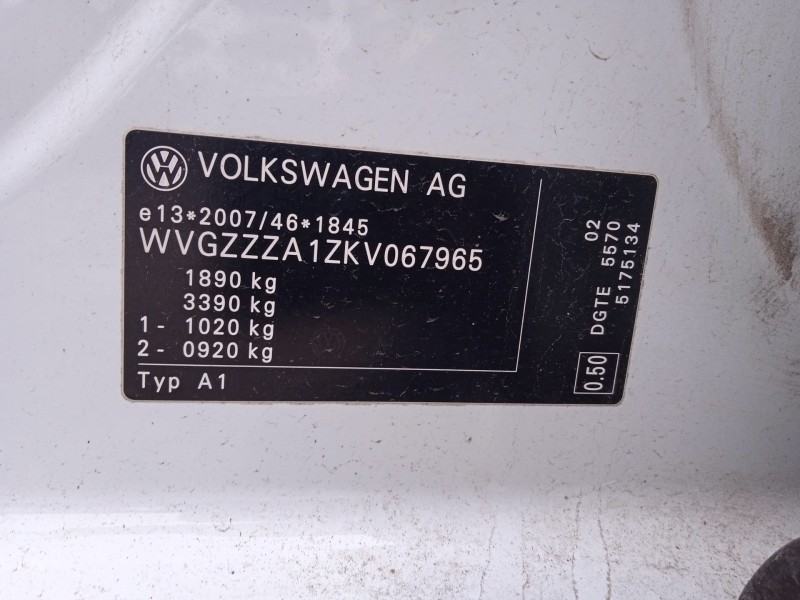 VOLKSWAGEN AG
e13*2007/46*1845
WVGZZZA1ZKV067965
1890 kg
3390 kg
1- 1020 kg
2- 0920 kg
Typ A1
02
DGTE 5570
5175134
0.50